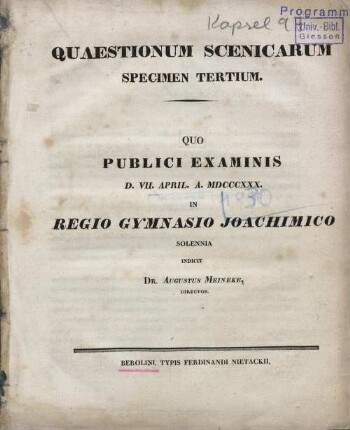 Kapsel 9
Programm
Univ.-Bibl.
Giessen
QUAESTIONUM SCENICARUM
SPECIMEN TERTIUM.
QUO
PUBLICI EXAMINIS
D. VII. APRIL. A. MDCCCXXX.
1830
IN
REGIO GYMNASIO JOACHIMICO
SOLENNIA
INDICIT
DR. AUGUSTUS MEINEKE,
DIRECTOR.
BEROLINI, TYPIS FERDINANDI NIETACKII.